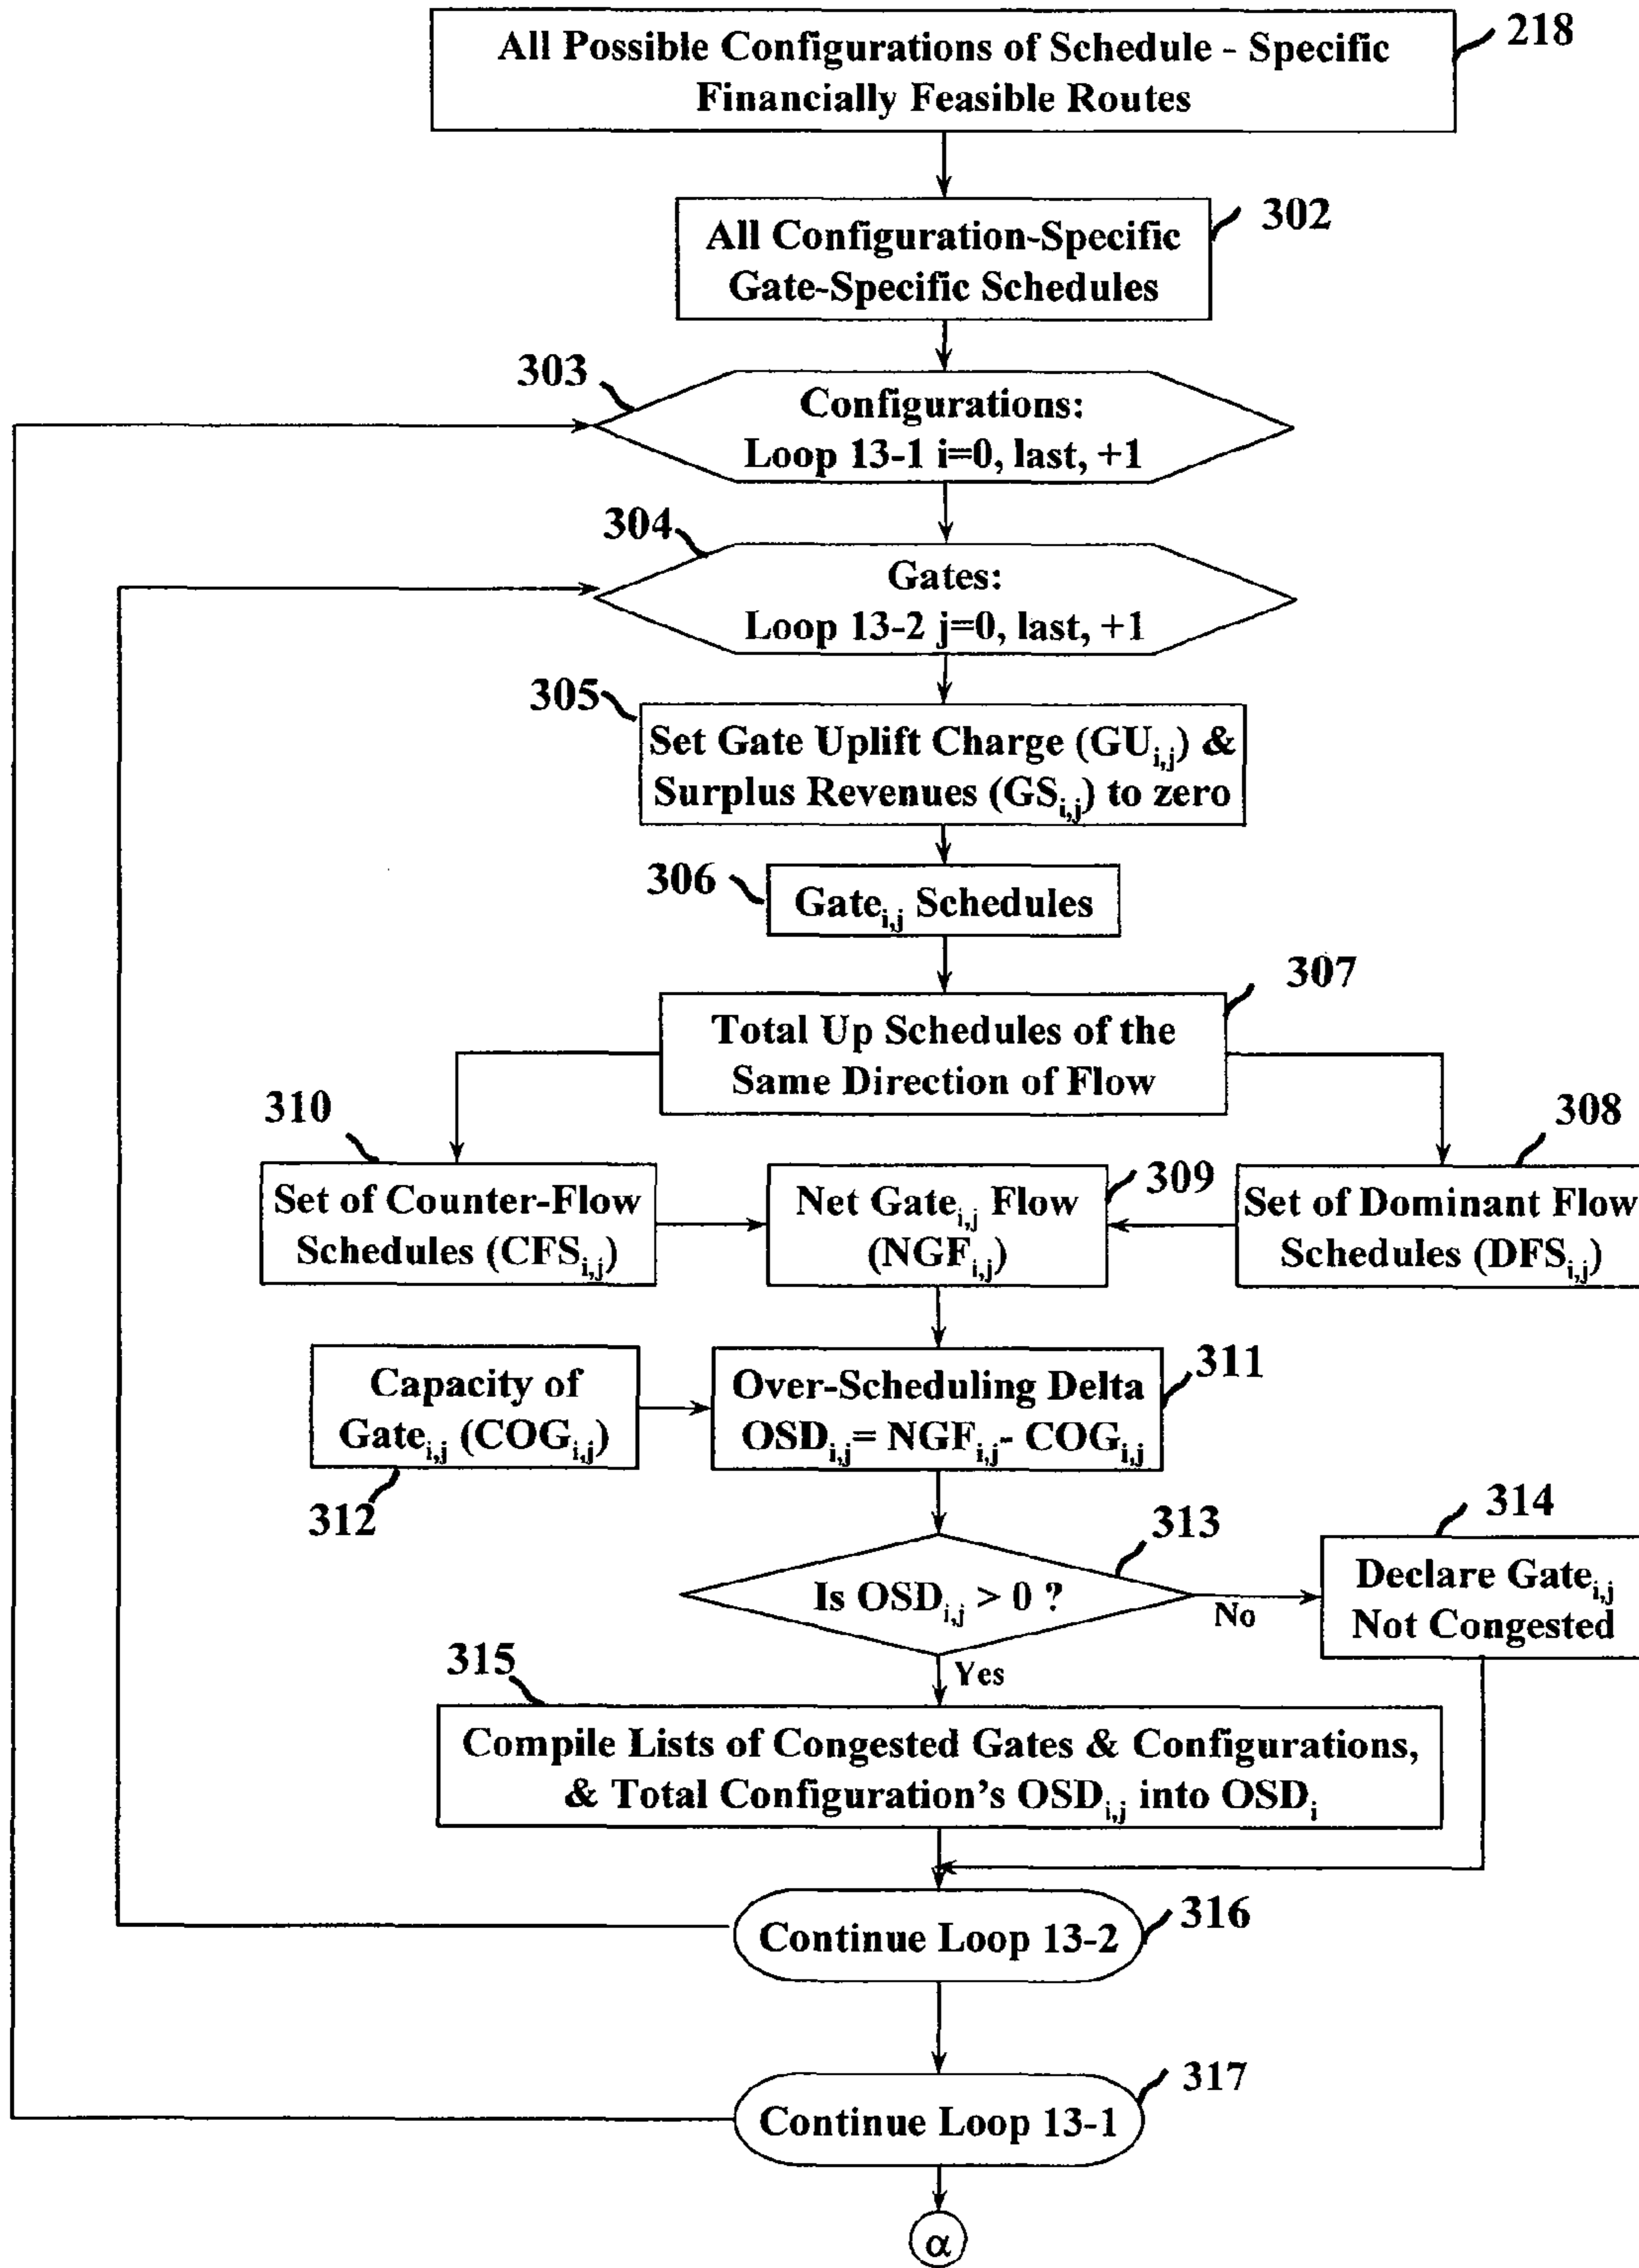 218
All Possible Configurations of Schedule - Specific
Financially Feasible Routes
302
All Configuration-Specific
Gate-Specific Schedules
303
Configurations:
Loop 13-1 i=0, last, +1
304
Gates:
Loop 13-2 j=0, last, +1
305
Set Gate Uplift Charge (GUi,j) &
Surplus Revenues (GSi,j) to zero
306
Gatei,j Schedules
307
Total Up Schedules of the
Same Direction of Flow
310
Set of Counter-Flow
Schedules (CFSi,j)
309
Net Gatei,j Flow
(NGFi,j)
308
Set of Dominant Flow
Schedules (DFSi,j)
312
Capacity of
Gatei,j (COGi,j)
311
Over-Scheduling Delta
OSDi,j= NGFi,j- COGi,j
313
Is OSDi,j > 0 ?
No
Yes
314
Declare Gatei,j
Not Congested
315
Compile Lists of Congested Gates & Configurations,
& Total Configuration's OSDi,j into OSDi
316
Continue Loop 13-2
317
Continue Loop 13-1
α